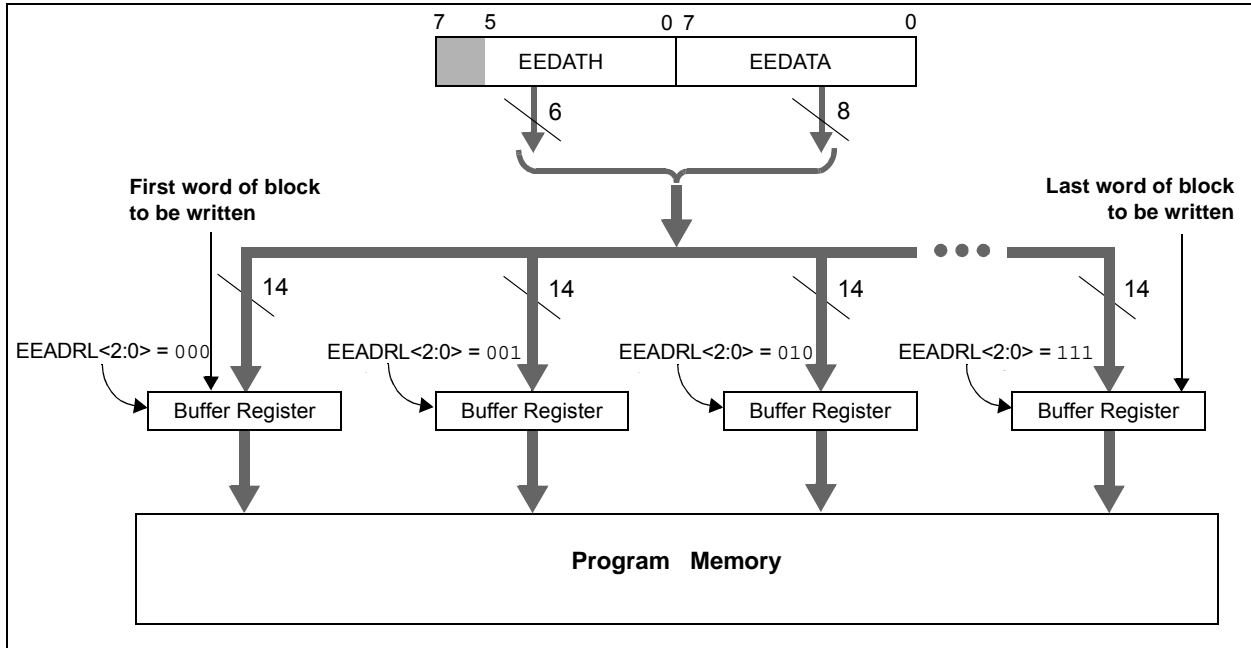 7 5 0 7 0
EEDATH EEDATA
6 8
First word of block
to be written
Last word of block
to be written
14 14 14 14
EEADRL<2:0> = 000 EEADRL<2:0> = 001 EEADRL<2:0> = 010 EEADRL<2:0> = 111
Buffer Register Buffer Register Buffer Register Buffer Register
Program Memory